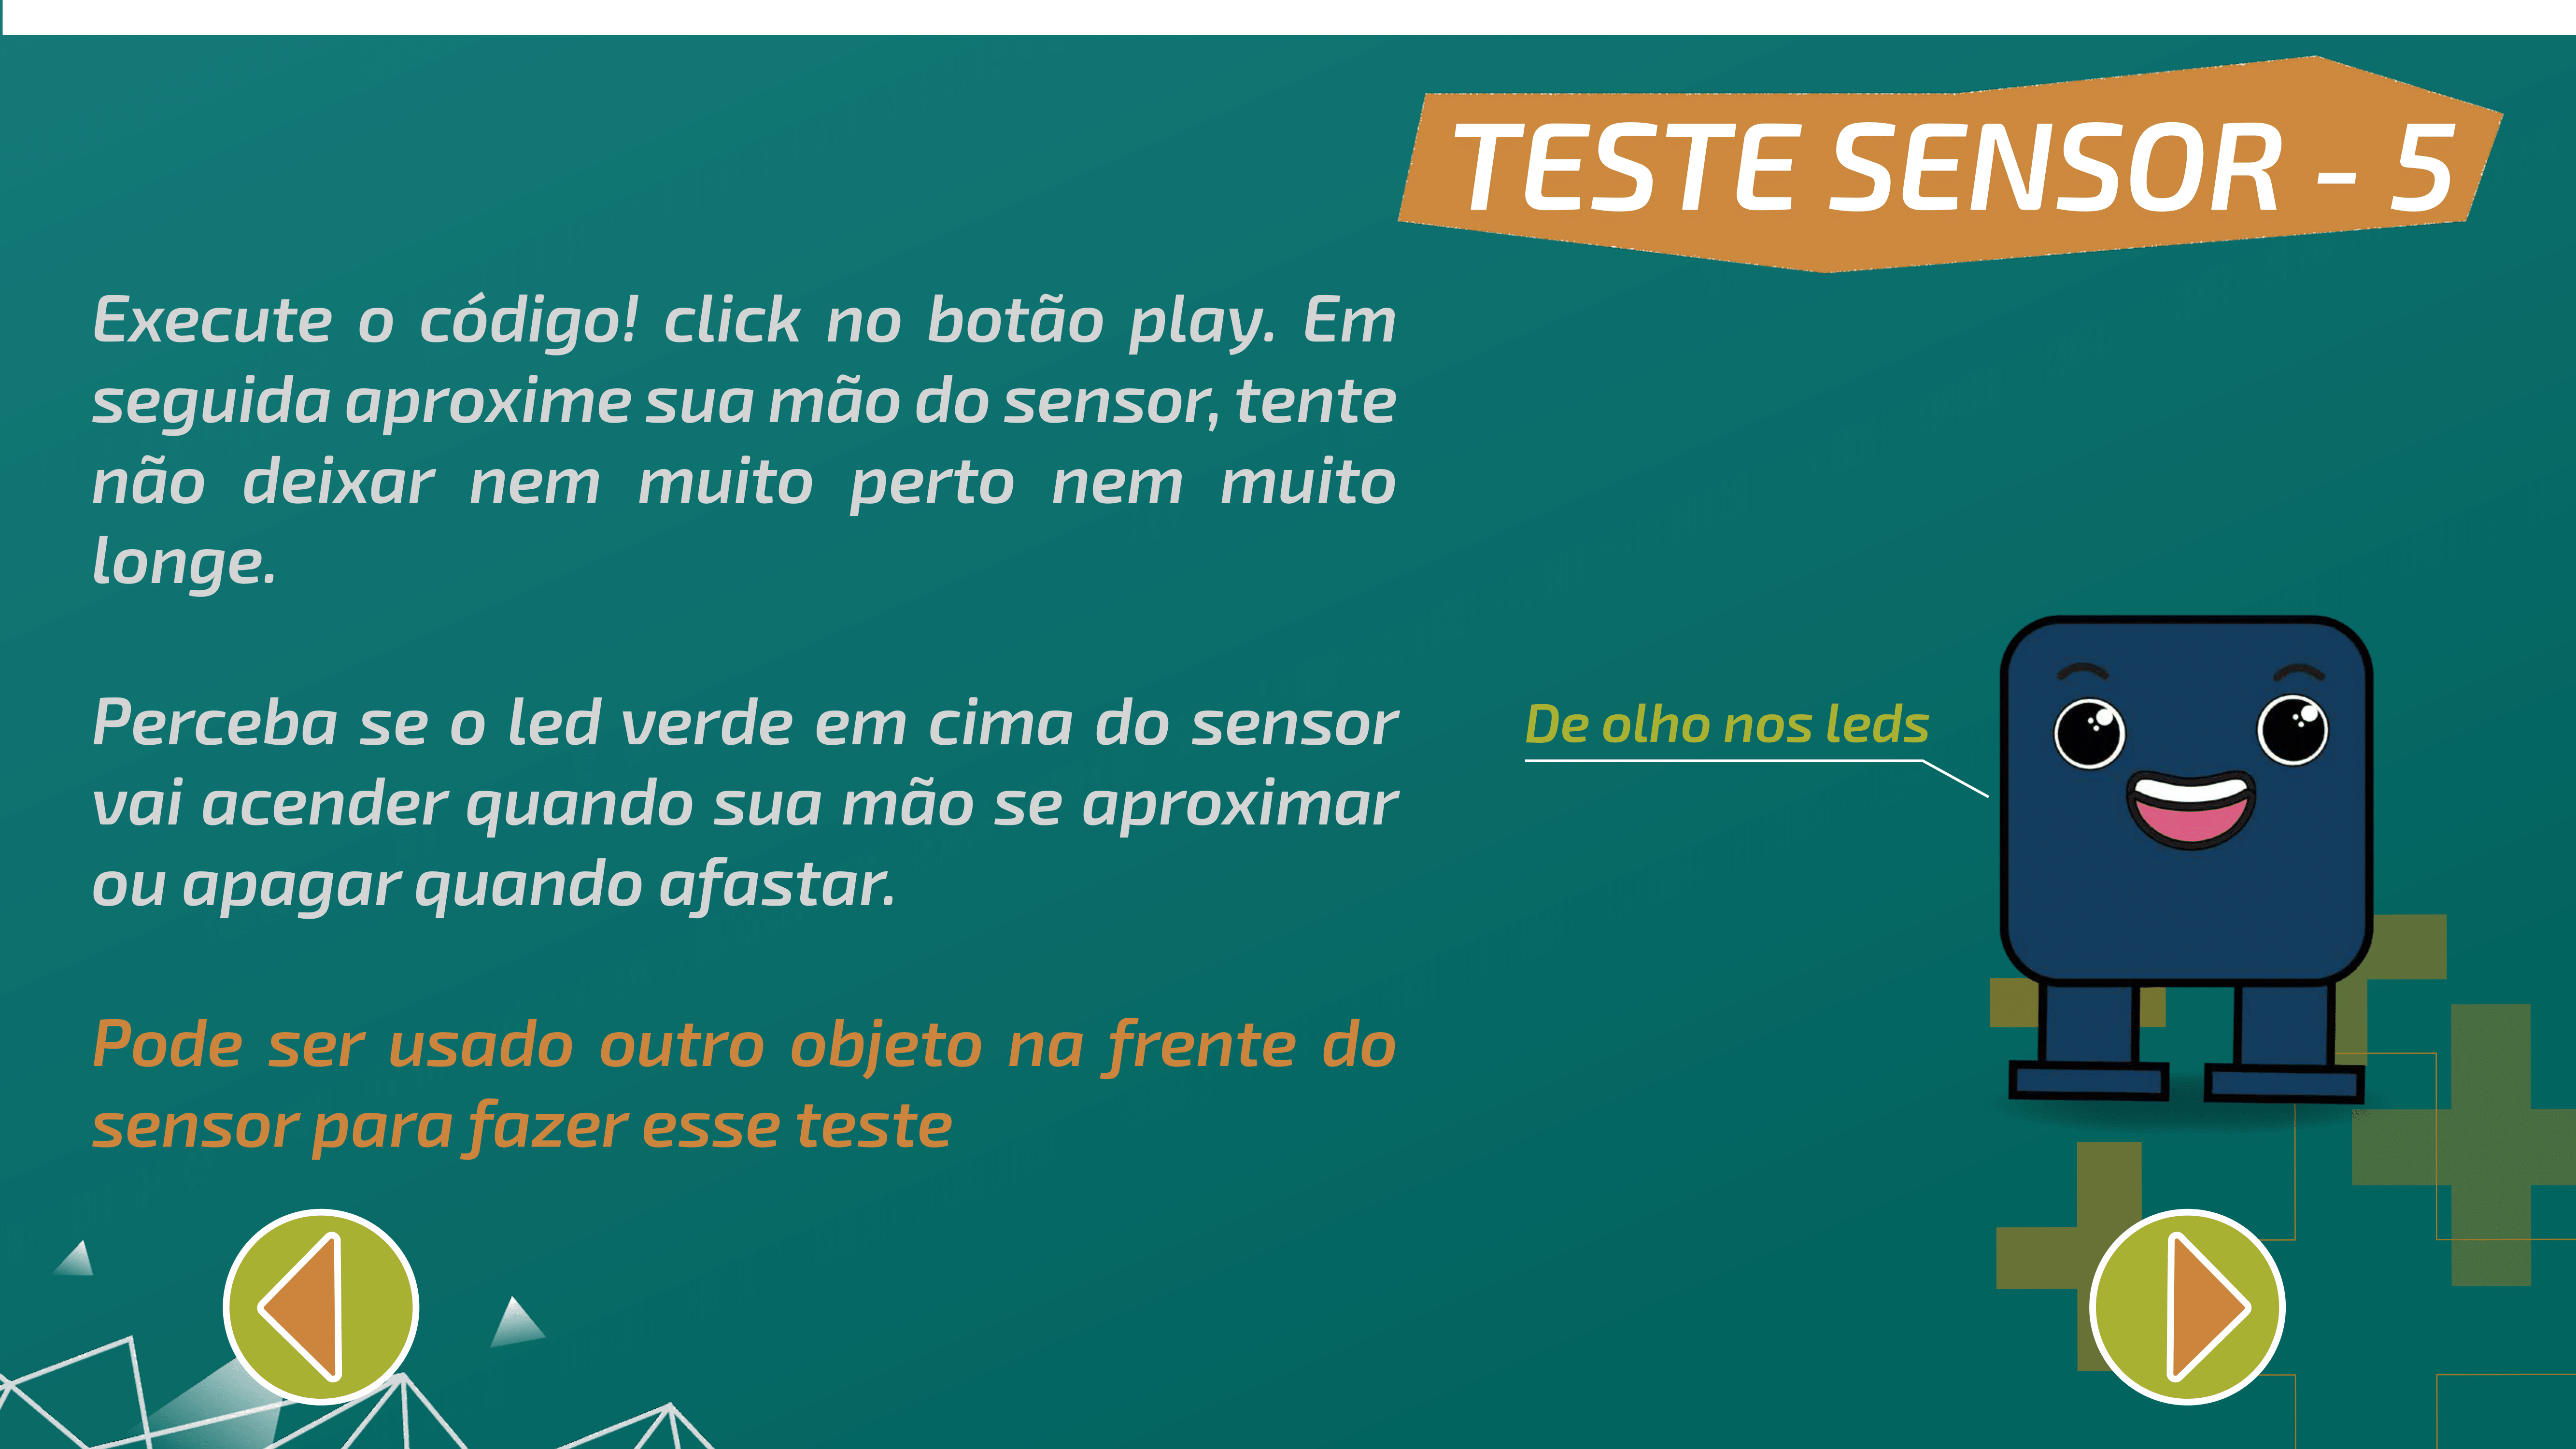 TESTE SENSOR - 5
Execute o código! click no botão play. Em
seguida aproxime sua mão do sensor, tente
não deixar nem muito perto nem muito
longe.
Perceba se o led verde em cima do sensor
vai acender quando sua mão se aproximar
ou apagar quando afastar.
De olho nos leds
Pode ser usado outro objeto na frente do
sensor para fazer esse teste